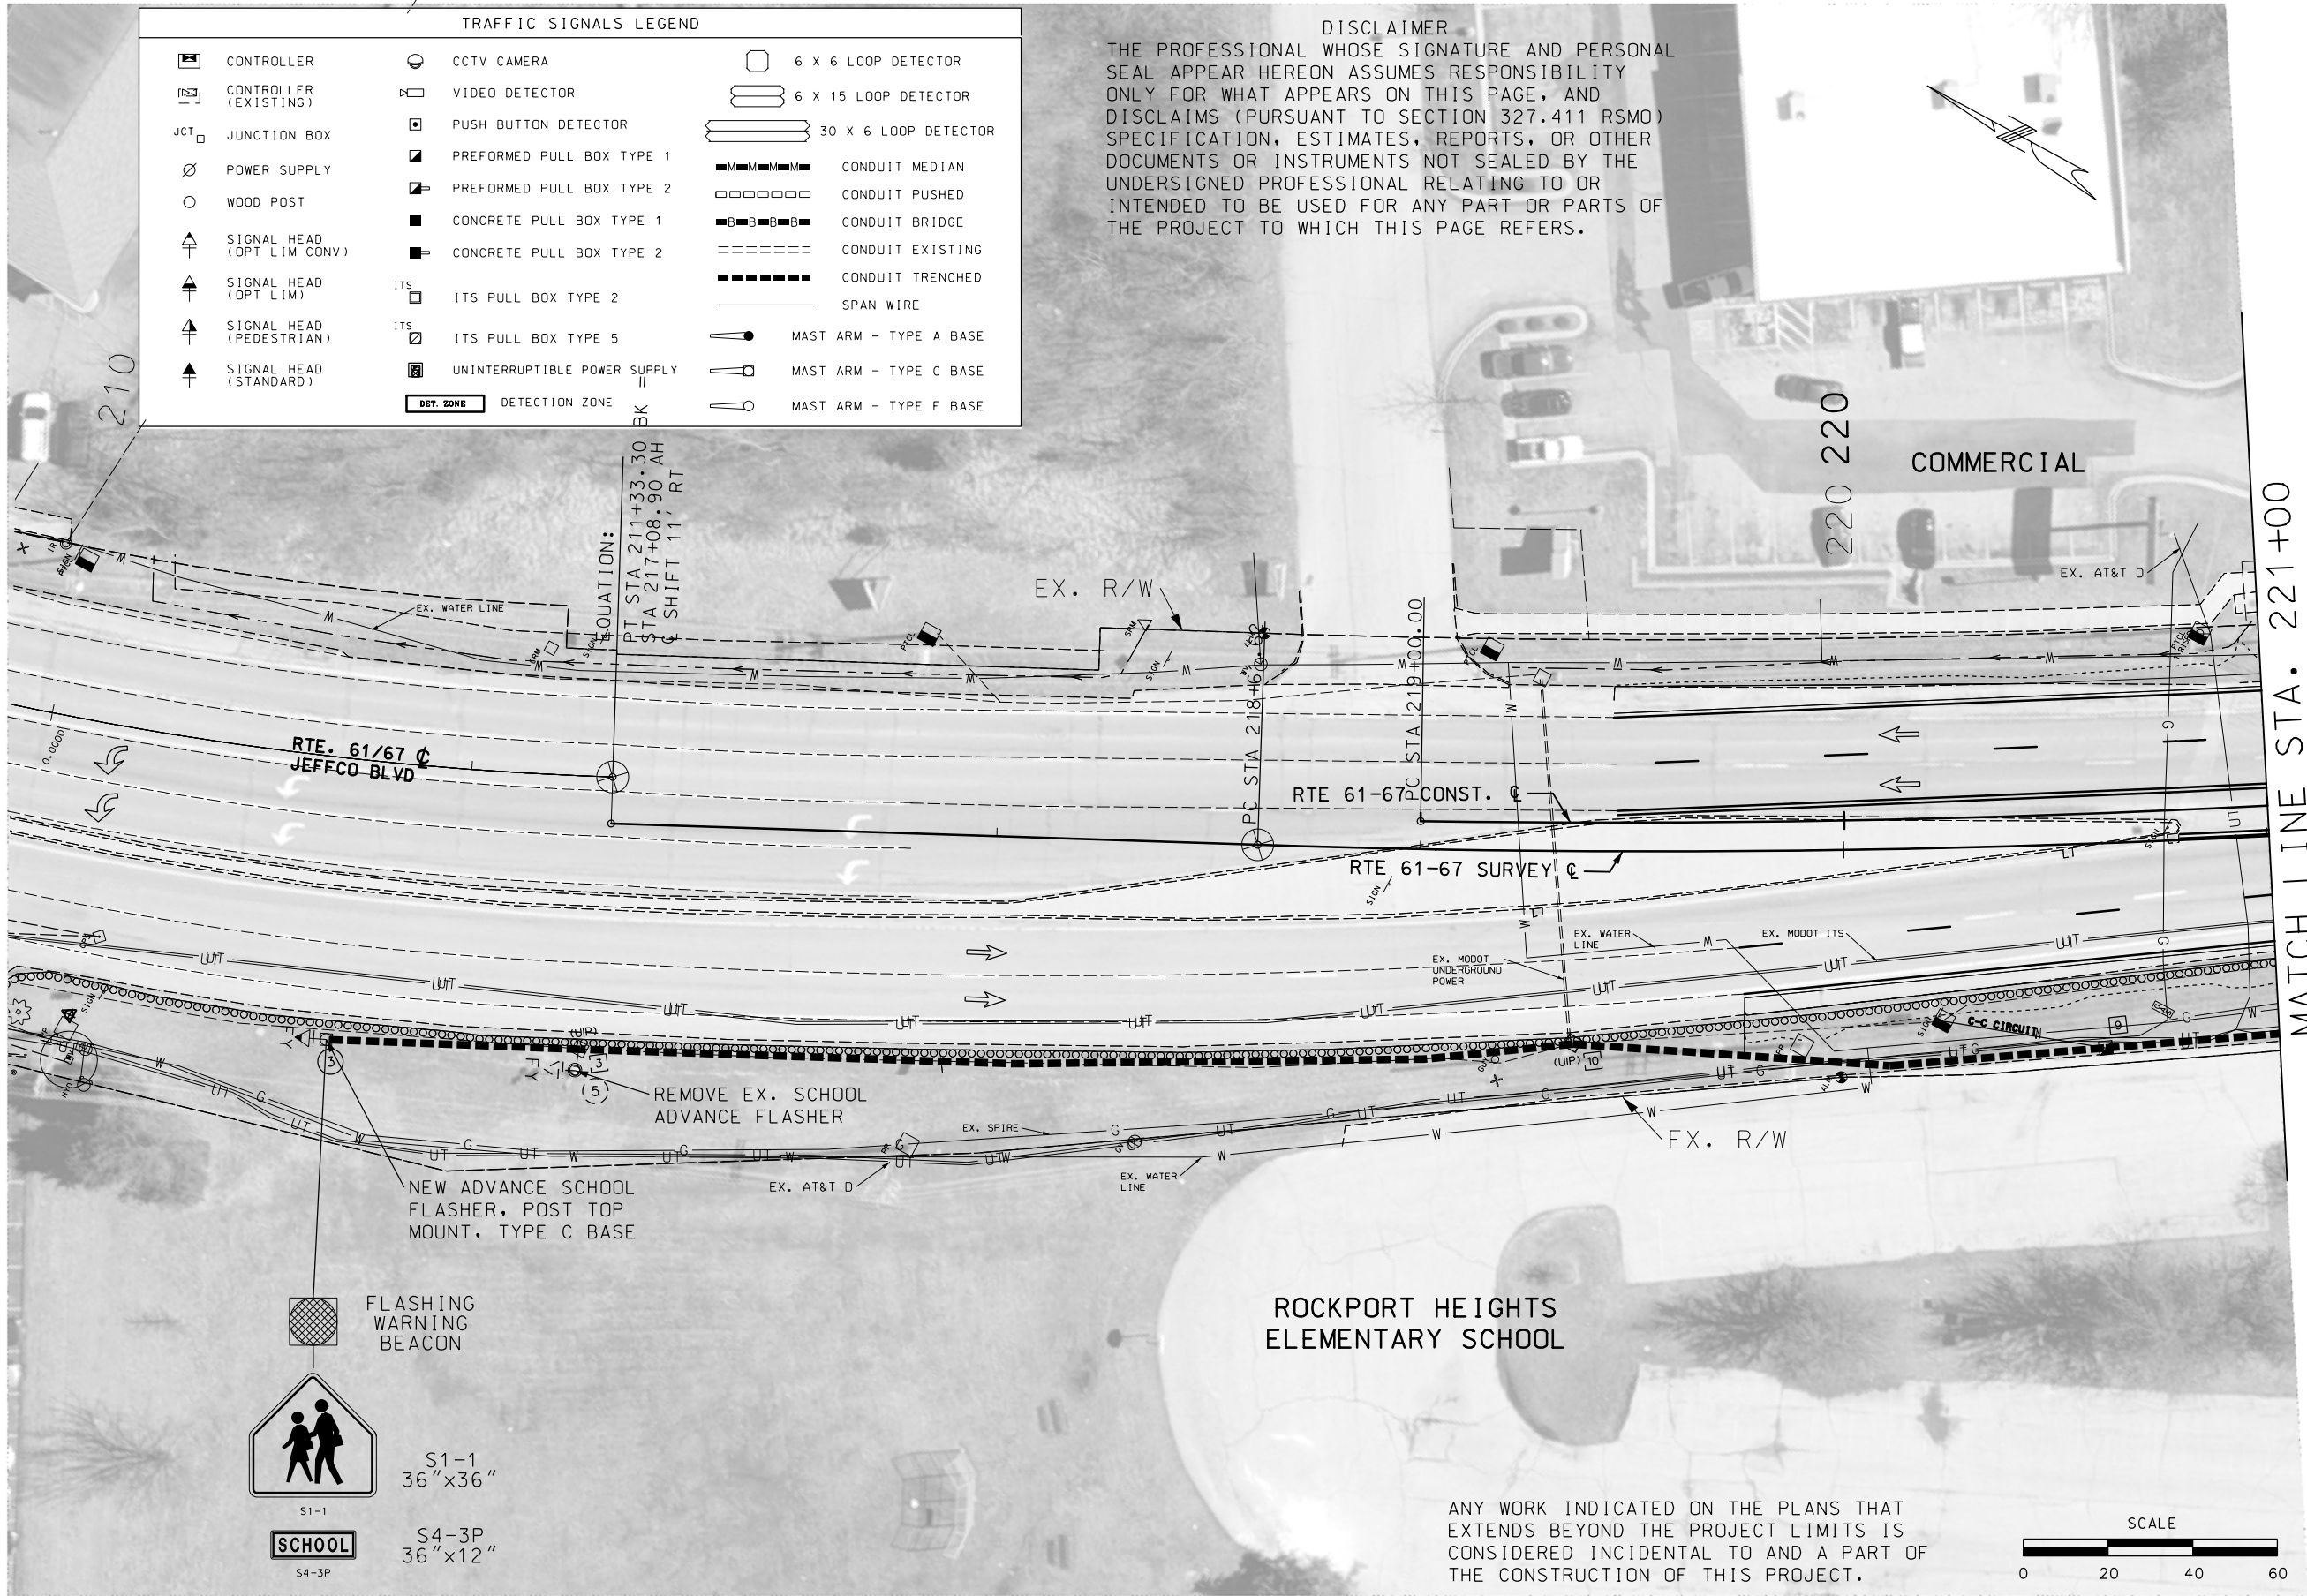 TRAFFIC SIGNALS LEGEND
CONTROLLER
CONTROLLER
(EXISTING)
JCT
JUNCTION BOX
POWER SUPPLY
WOOD POST
SIGNAL HEAD
(OPT LIM CONV)
SIGNAL HEAD
(OPT LIM)
SIGNAL HEAD
(PEDESTRIAN)
SIGNAL HEAD
(STANDARD)
CCTV CAMERA
VIDEO DETECTOR
PUSH BUTTON DETECTOR
PREFORMED PULL BOX TYPE 1
PREFORMED PULL BOX TYPE 2
CONCRETE PULL BOX TYPE 1
CONCRETE PULL BOX TYPE 2
ITS
ITS PULL BOX TYPE 2
ITS
ITS PULL BOX TYPE 5
UNINTERRUPTIBLE POWER SUPPLY
DET. ZONE
DETECTION ZONE
6 X 6 LOOP DETECTOR
6 X 15 LOOP DETECTOR
30 X 6 LOOP DETECTOR
M M M M
CONDUIT MEDIAN
CONDUIT PUSHED
B B B B
CONDUIT BRIDGE
CONDUIT EXISTING
CONDUIT TRENCHED
SPAN WIRE
MAST ARM - TYPE A BASE
MAST ARM - TYPE C BASE
MAST ARM - TYPE F BASE
DISCLAIMER
THE PROFESSIONAL WHOSE SIGNATURE AND PERSONAL
SEAL APPEAR HEREON ASSUMES RESPONSIBILITY
ONLY FOR WHAT APPEARS ON THIS PAGE, AND
DISCLAIMS (PURSUANT TO SECTION 327.411 RSMO)
SPECIFICATION, ESTIMATES, REPORTS, OR OTHER
DOCUMENTS OR INSTRUMENTS NOT SEALED BY THE
UNDERSIGNED PROFESSIONAL RELATING TO OR
INTENDED TO BE USED FOR ANY PART OR PARTS OF
THE PROJECT TO WHICH THIS PAGE REFERS.
210
EQUATION:
PT STA 211+33.30 BK =
STA 217+08.90 AH
℄ SHIFT 11' RT
EX. R/W
220 220
COMMERCIAL
EX. AT&T D
MATCH LINE STA. 221+00
EX. WATER LINE
0.0000
RTE. 61/67 ℄
JEFFCO BLVD
PC STA 219+00.00
RTE 61-67 CONST. ℄
RTE 61-67 SURVEY ℄
SIGN
EX. WATER
LINE
EX. MODOT ITS
EX. MODOT
UNDERGROUND
POWER
C-C CIRCUIT
9
(UIP)
3
FY
(5)
REMOVE EX. SCHOOL
ADVANCE FLASHER
(UIP) 10
3
NEW ADVANCE SCHOOL
FLASHER, POST TOP
MOUNT, TYPE C BASE
EX. SPIRE
EX. AT&T D
EX. WATER
LINE
EX. R/W
FLASHING
WARNING
BEACON
S1-1
36"x36"
S1-1
SCHOOL
S4-3P
36"x12"
S4-3P
ROCKPORT HEIGHTS
ELEMENTARY SCHOOL
ANY WORK INDICATED ON THE PLANS THAT
EXTENDS BEYOND THE PROJECT LIMITS IS
CONSIDERED INCIDENTAL TO AND A PART OF
THE CONSTRUCTION OF THIS PROJECT.
SCALE
0 20 40 60